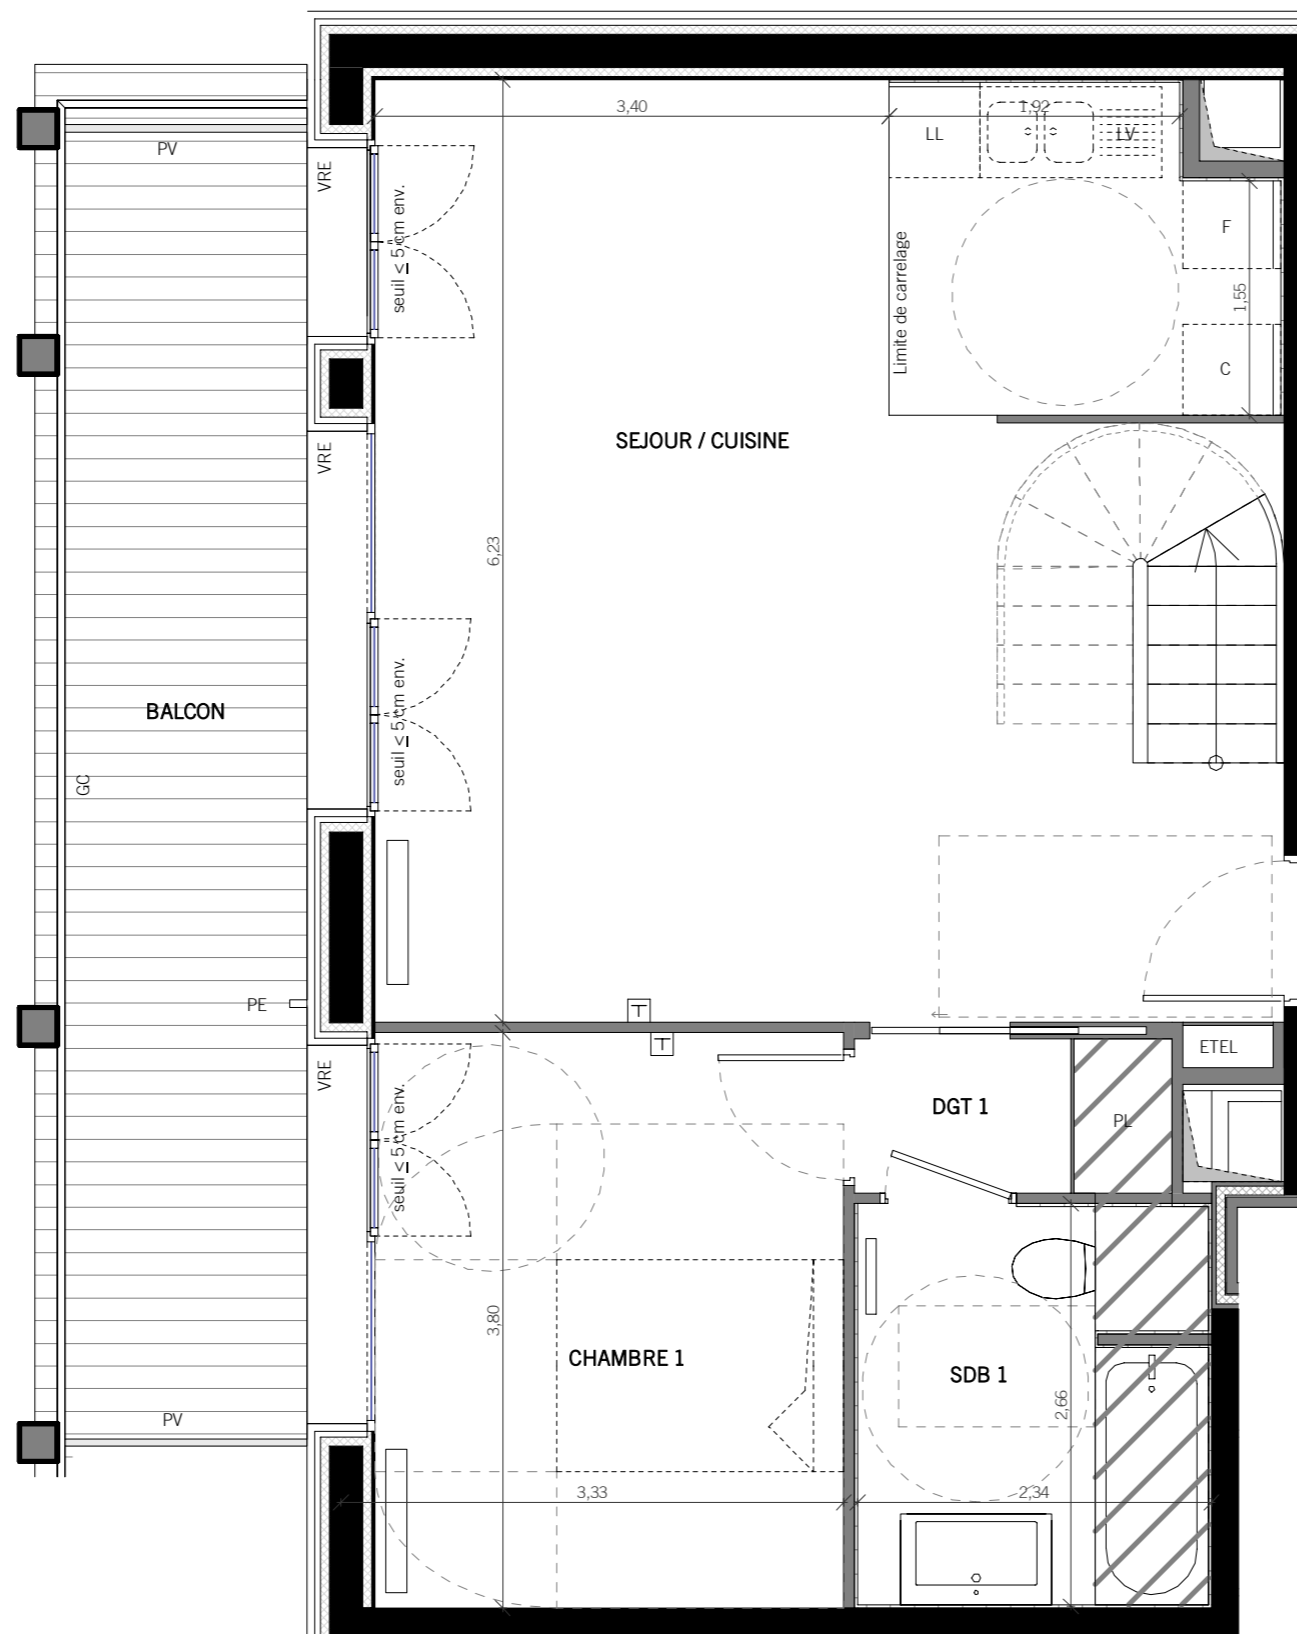 3,40
1,92
LL
LV
PV
VRE
seuil < 5 cm env.
F
1,55
Limite de carrelage
C
SEJOUR / CUISINE
VRE
6,23
seuil < 5 cm env.
BALCON
GC
PE
T
T
ETEL
VRE
seuil < 5 cm env.
DGT 1
PL
3,80
CHAMBRE 1
SDB 1
2,66
PV
3,33
2,34